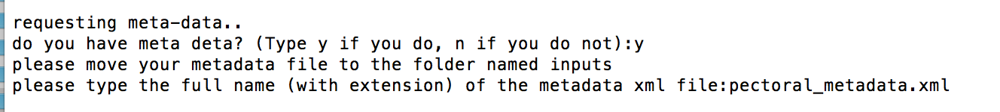 requesting meta-data..
do you have meta deta? (Type y if you do, n if you do not):y
please move your metadata file to the folder named inputs
please type the full name (with extension) of the metadata xml file:pectoral_metadata.xml